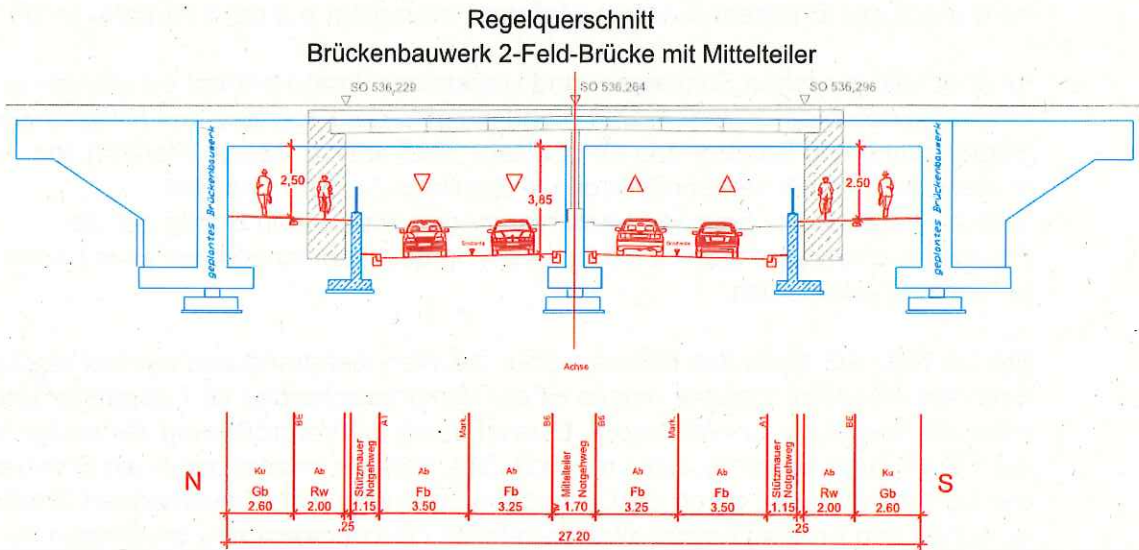 Regelquerschnitt
Brückenbauwerk 2-Feld-Brücke mit Mittelteiler
SO 536,229
SO 536,264
SO 536,296
geplantes Brückenbauwerk
2,50
3,85
2.50
geplantes Brückenbauwerk
Achse
BE
A1
Mark.
B6
B6
Mark.
A1
BE
N
Ku
Gb
2.60
Ab
Rw
2.00
Stützmauer
Notgehweg
1.15
Ab
Fb
3.50
Ab
Fb
3.25
Mittelteiler
Notgehweg
1.70
Ab
Fb
3.25
Ab
Fb
3.50
Stützmauer
Notgehweg
1.15
Ab
Rw
2.00
Ku
Gb
2.60
S
.25
.25
27.20